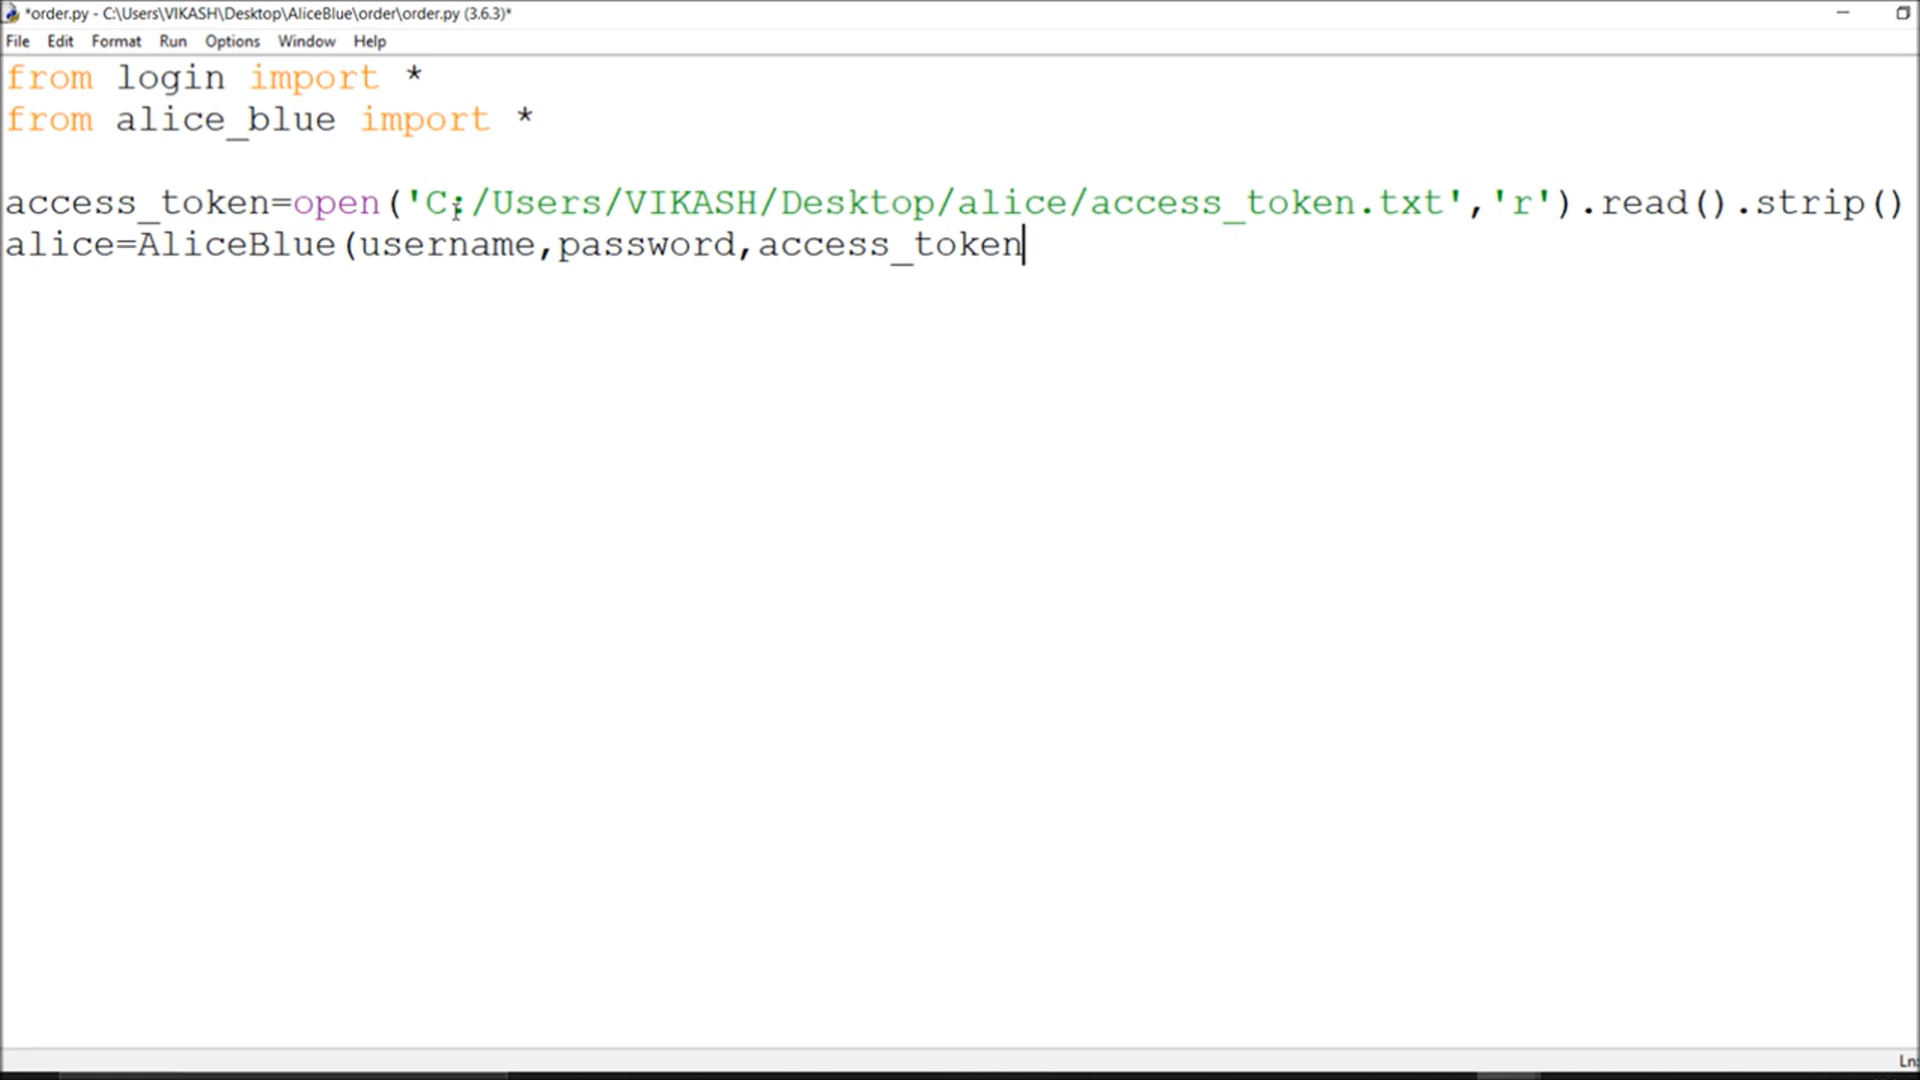 *order.py - C:\Users\VIKASH\Desktop\AliceBlue\order\order.py (3.6.3)*
File Edit Format Run Options Window Help
from login import *
from alice_blue import *
access_token=open('C:/Users/VIKASH/Desktop/alice/access_token.txt','r').read().strip()
alice=AliceBlue(username,password,access_token
Ln: